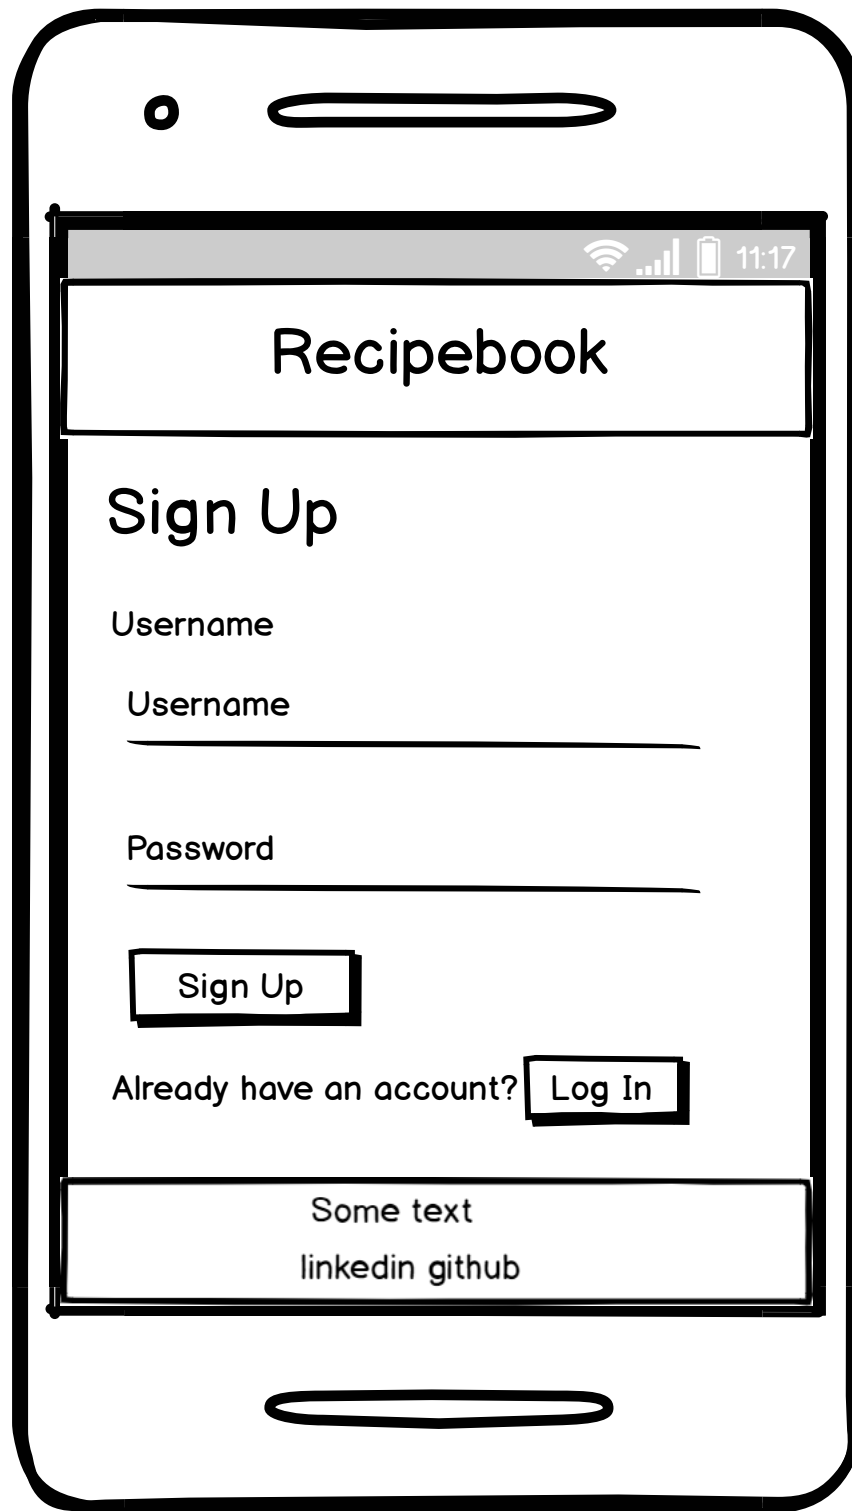 11:17
Recipebook
Sign Up
Username
Username
Password
Sign Up
Already have an account? Log In
Some text
linkedin github